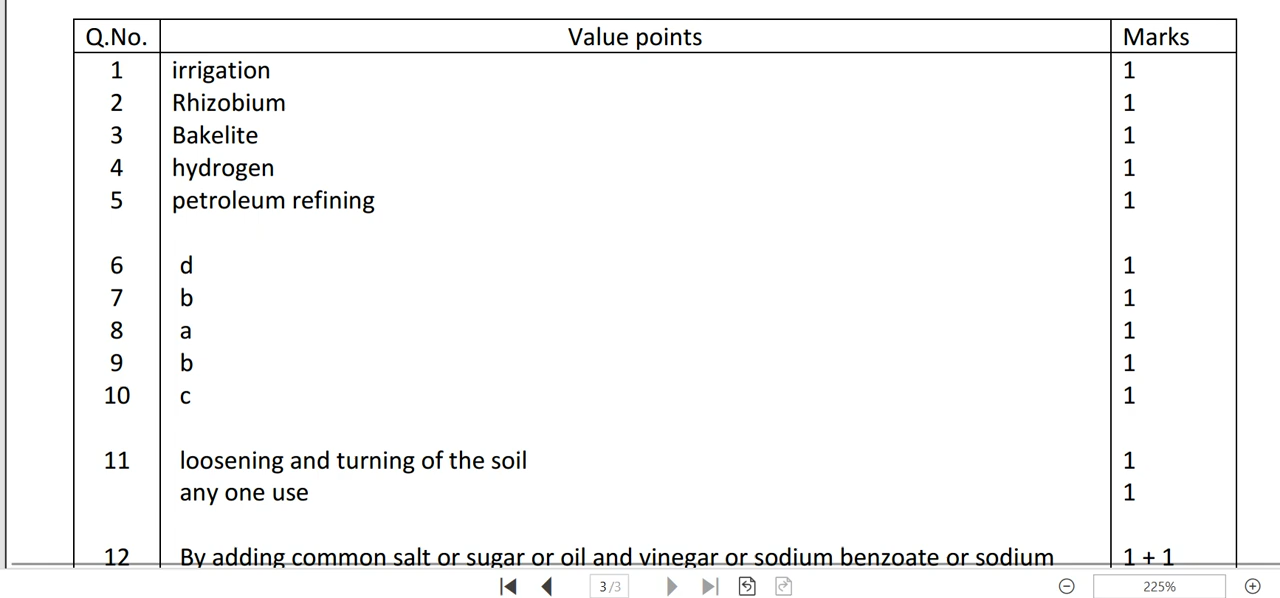 Q.No. Value points Marks
1 irrigation 1
2 Rhizobium 1
3 Bakelite 1
4 hydrogen 1
5 petroleum refining 1
6 d 1
7 b 1
8 a 1
9 b 1
10 c 1
11 loosening and turning of the soil 1
any one use 1
12 By adding common salt or sugar or oil and vinegar or sodium benzoate or sodium 1 + 1
3 /3 225%